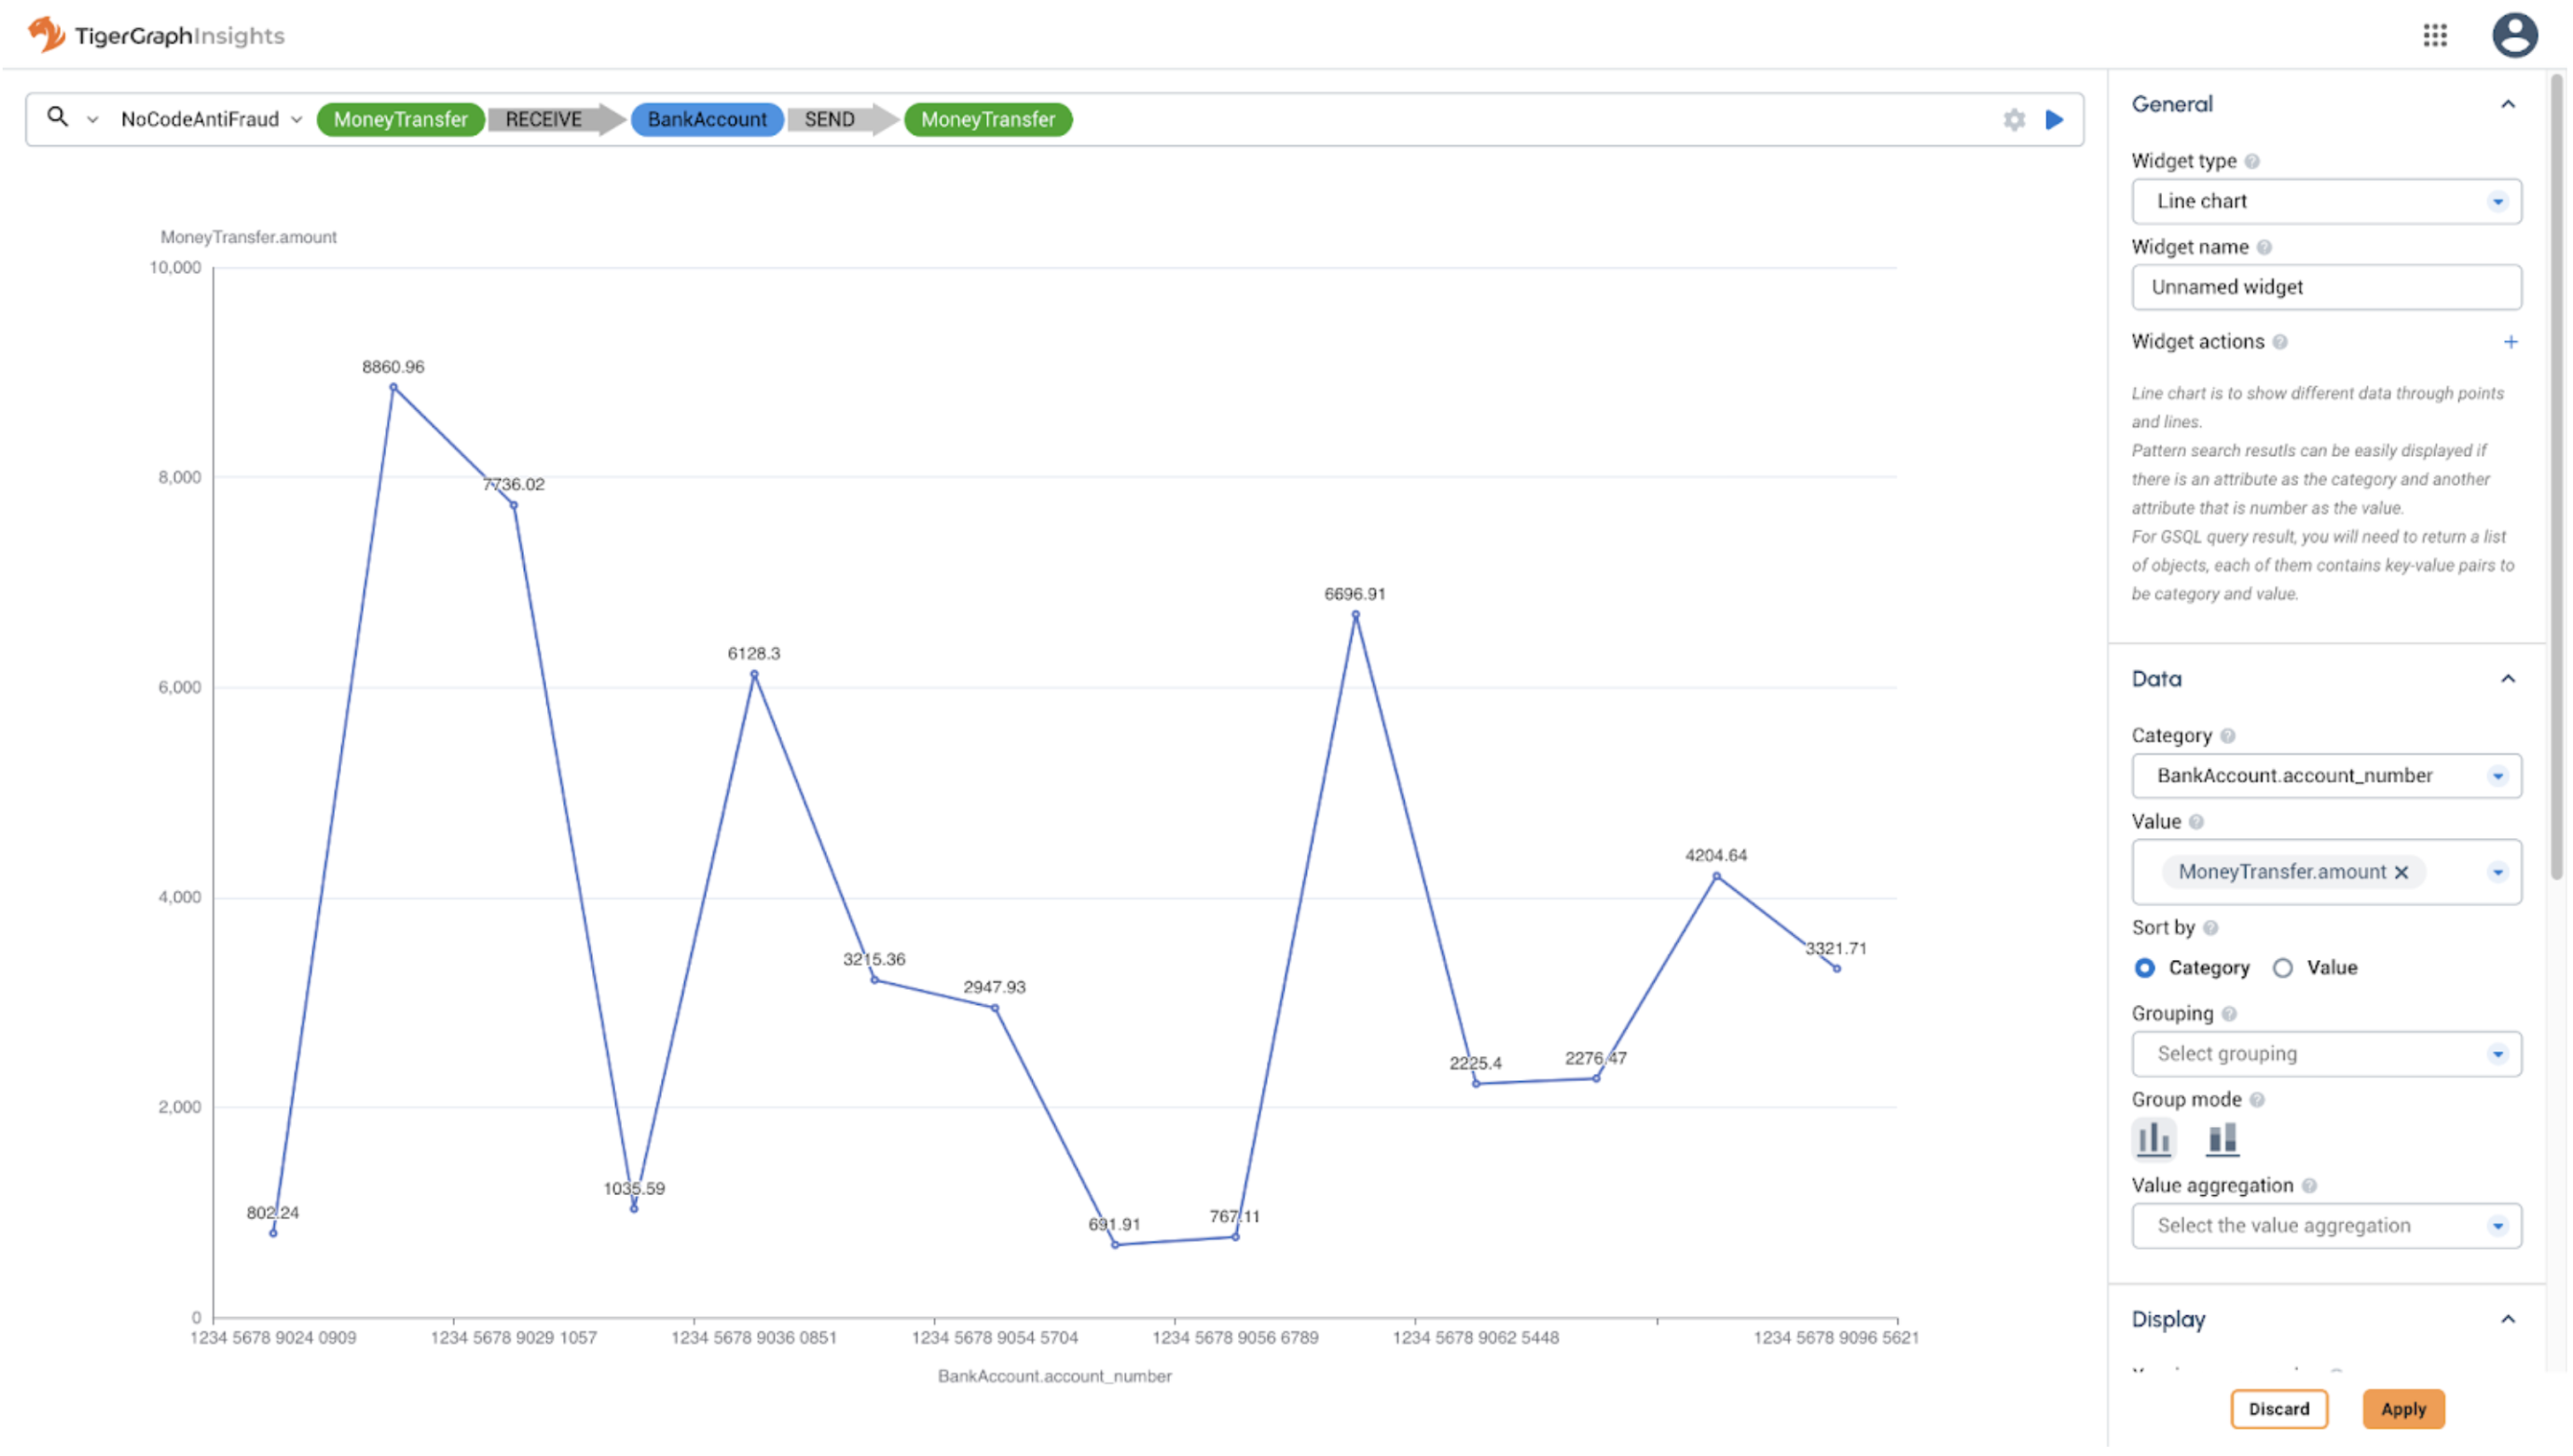 TigerGraphInsights
NoCodeAntiFraud MoneyTransfer RECEIVE BankAccount SEND MoneyTransfer
MoneyTransfer.amount
10,000
8,000
6,000
4,000
2,000
0
802.24
8860.96
7736.02
1035.59
6128.3
3215.36
2947.93
691.91
767.11
6696.91
2225.4
2276.47
4204.64
3321.71
1234 5678 9024 0909
1234 5678 9029 1057
1234 5678 9036 0851
1234 5678 9054 5704
1234 5678 9056 6789
1234 5678 9062 5448
1234 5678 9096 5621
BankAccount.account_number
General
Widget type
Line chart
Widget name
Unnamed widget
Widget actions
Line chart is to show different data through points
and lines.
Pattern search resutls can be easily displayed if
there is an attribute as the category and another
attribute that is number as the value.
For GSQL query result, you will need to return a list
of objects, each of them contains key-value pairs to
be category and value.
Data
Category
BankAccount.account_number
Value
MoneyTransfer.amount
Sort by
Category Value
Grouping
Select grouping
Group mode
Value aggregation
Select the value aggregation
Display
Discard Apply